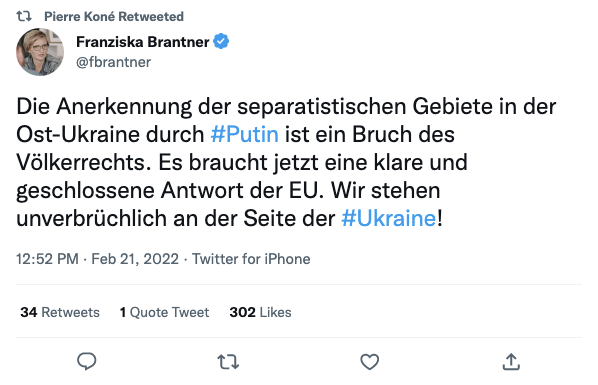 Pierre Koné Retweeted
Franziska Brantner
@fbrantner
Die Anerkennung der separatistischen Gebiete in der
Ost-Ukraine durch #Putin ist ein Bruch des
Völkerrechts. Es braucht jetzt eine klare und
geschlossene Antwort der EU. Wir stehen
unverbrüchlich an der Seite der #Ukraine!
12:52 PM · Feb 21, 2022 · Twitter for iPhone
34 Retweets 1 Quote Tweet 302 Likes